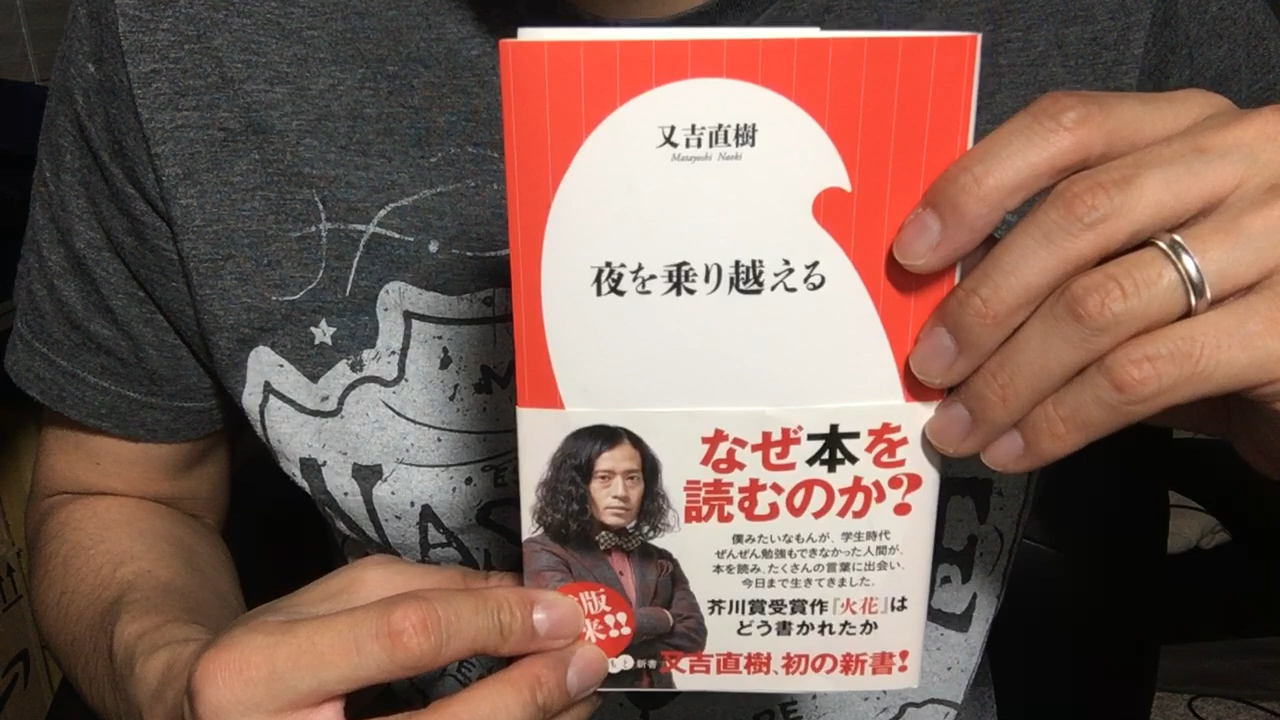 又吉直樹
Matayoshi Naoki
夜を乗り越える
なぜ本を
読むのか?
僕みたいなもんが、学生時代
ぜんぜん勉強もできなかった人間が、
本を読み、たくさんの言葉に出会い、
今日まで生きてきました。
芥川賞受賞作『火花』は
どう書かれたか
版
来!!
新書
又吉直樹、初の新書!